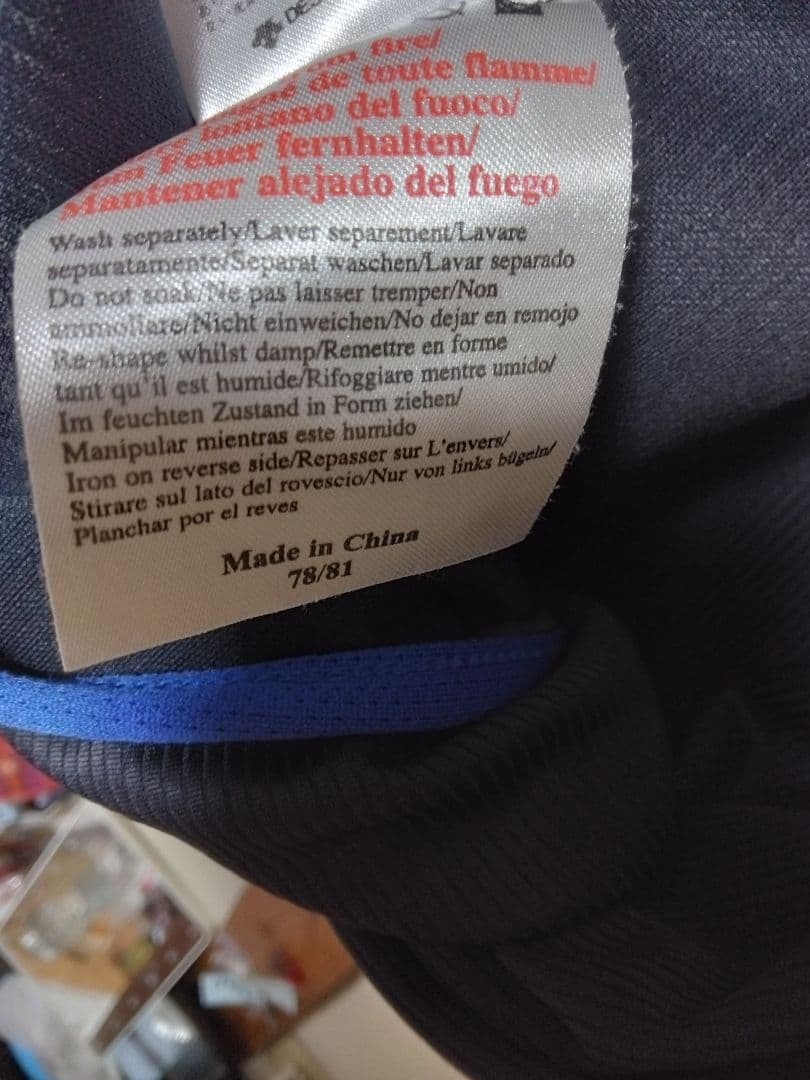 fire/
de toute flamme/
lontano del fuoco/
Feuer fernhalten/
Mantener alejado del fuego
Wash separately/Laver separement/Lavare
separatamente/Separat waschen/Lavar separado
Do not soak/Ne pas laisser tremper/Non
ammollare/Nicht einweichen/No dejar en remojo
Re-shape whilst damp/Remettre en forme
tant qu'il est humide/Rifoggiare mentre umido/
Im feuchten Zustand in Form ziehen/
Manipular mientras este humido
Iron on reverse side/Repasser sur L'envers/
Stirare sul lato del rovescio/Nur von links bügeln/
Planchar por el reves
Made in China
78/81